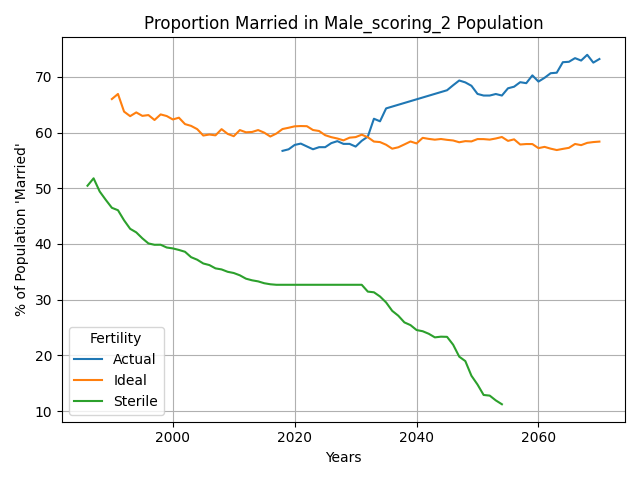 Proportion Married in Male_scoring_2 Population
% of Population 'Married'
70
60
50
40
30
20
10
Fertility
Actual
Ideal
Sterile
2000
2020
2040
2060
Years